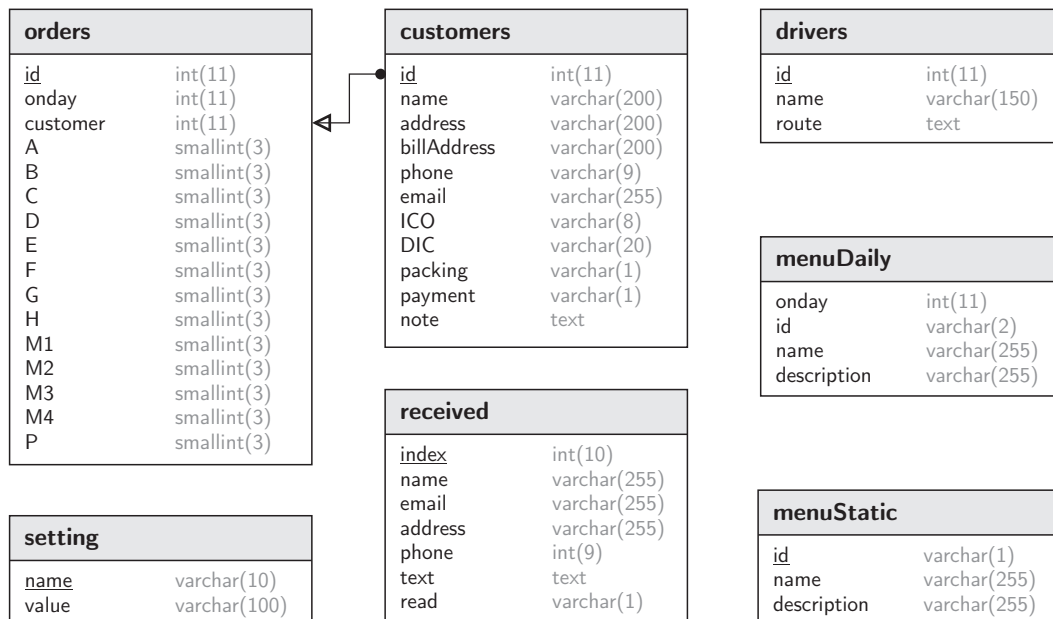 orders
id int(11)
onday int(11)
customer int(11)
A smallint(3)
B smallint(3)
C smallint(3)
D smallint(3)
E smallint(3)
F smallint(3)
G smallint(3)
H smallint(3)
M1 smallint(3)
M2 smallint(3)
M3 smallint(3)
M4 smallint(3)
P smallint(3)
setting
name varchar(10)
value varchar(100)
customers
id int(11)
name varchar(200)
address varchar(200)
billAddress varchar(200)
phone varchar(9)
email varchar(255)
ICO varchar(8)
DIC varchar(20)
packing varchar(1)
payment varchar(1)
note text
received
index int(10)
name varchar(255)
email varchar(255)
address varchar(255)
phone int(9)
text text
read varchar(1)
drivers
id int(11)
name varchar(150)
route text
menuDaily
onday int(11)
id varchar(2)
name varchar(255)
description varchar(255)
menuStatic
id varchar(1)
name varchar(255)
description varchar(255)